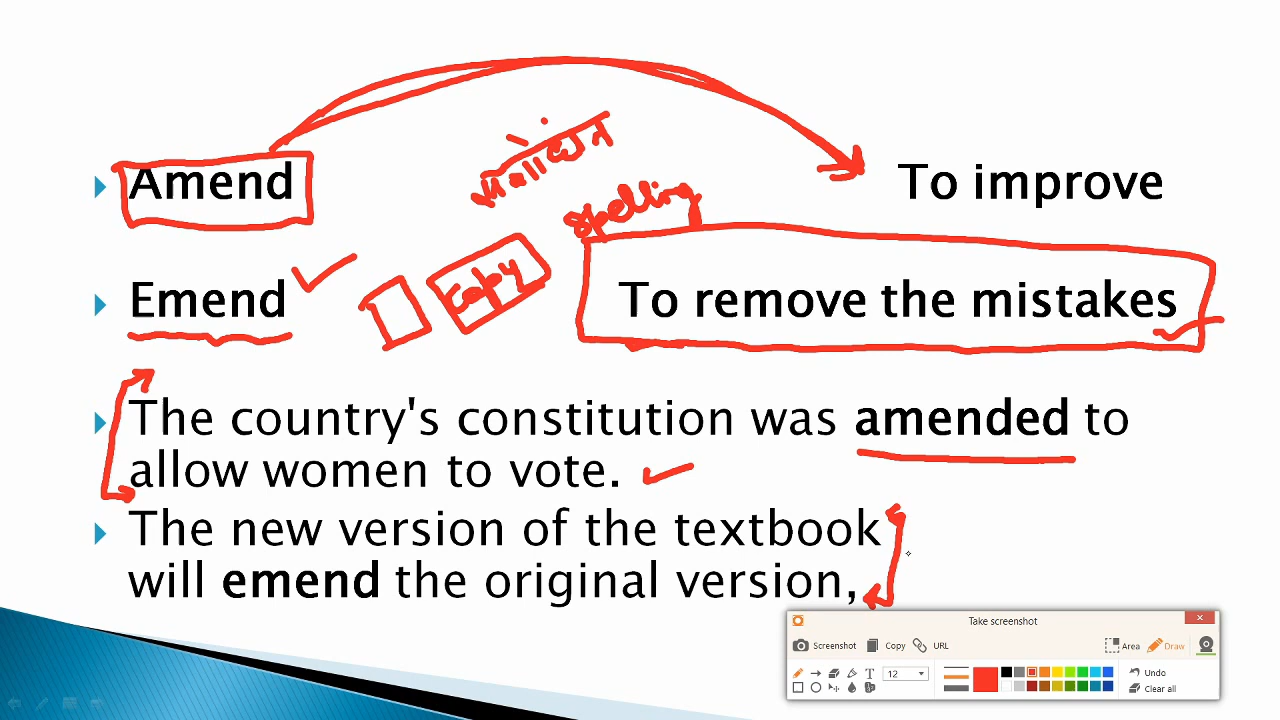 Amend
To improve
spelling
Emend
Copy
To remove the mistakes
The country's constitution was amended to
allow women to vote.
The new version of the textbook
will emend the original version,
Take screenshot
Screenshot Copy URL Area Draw
T 12 Undo
Clear all